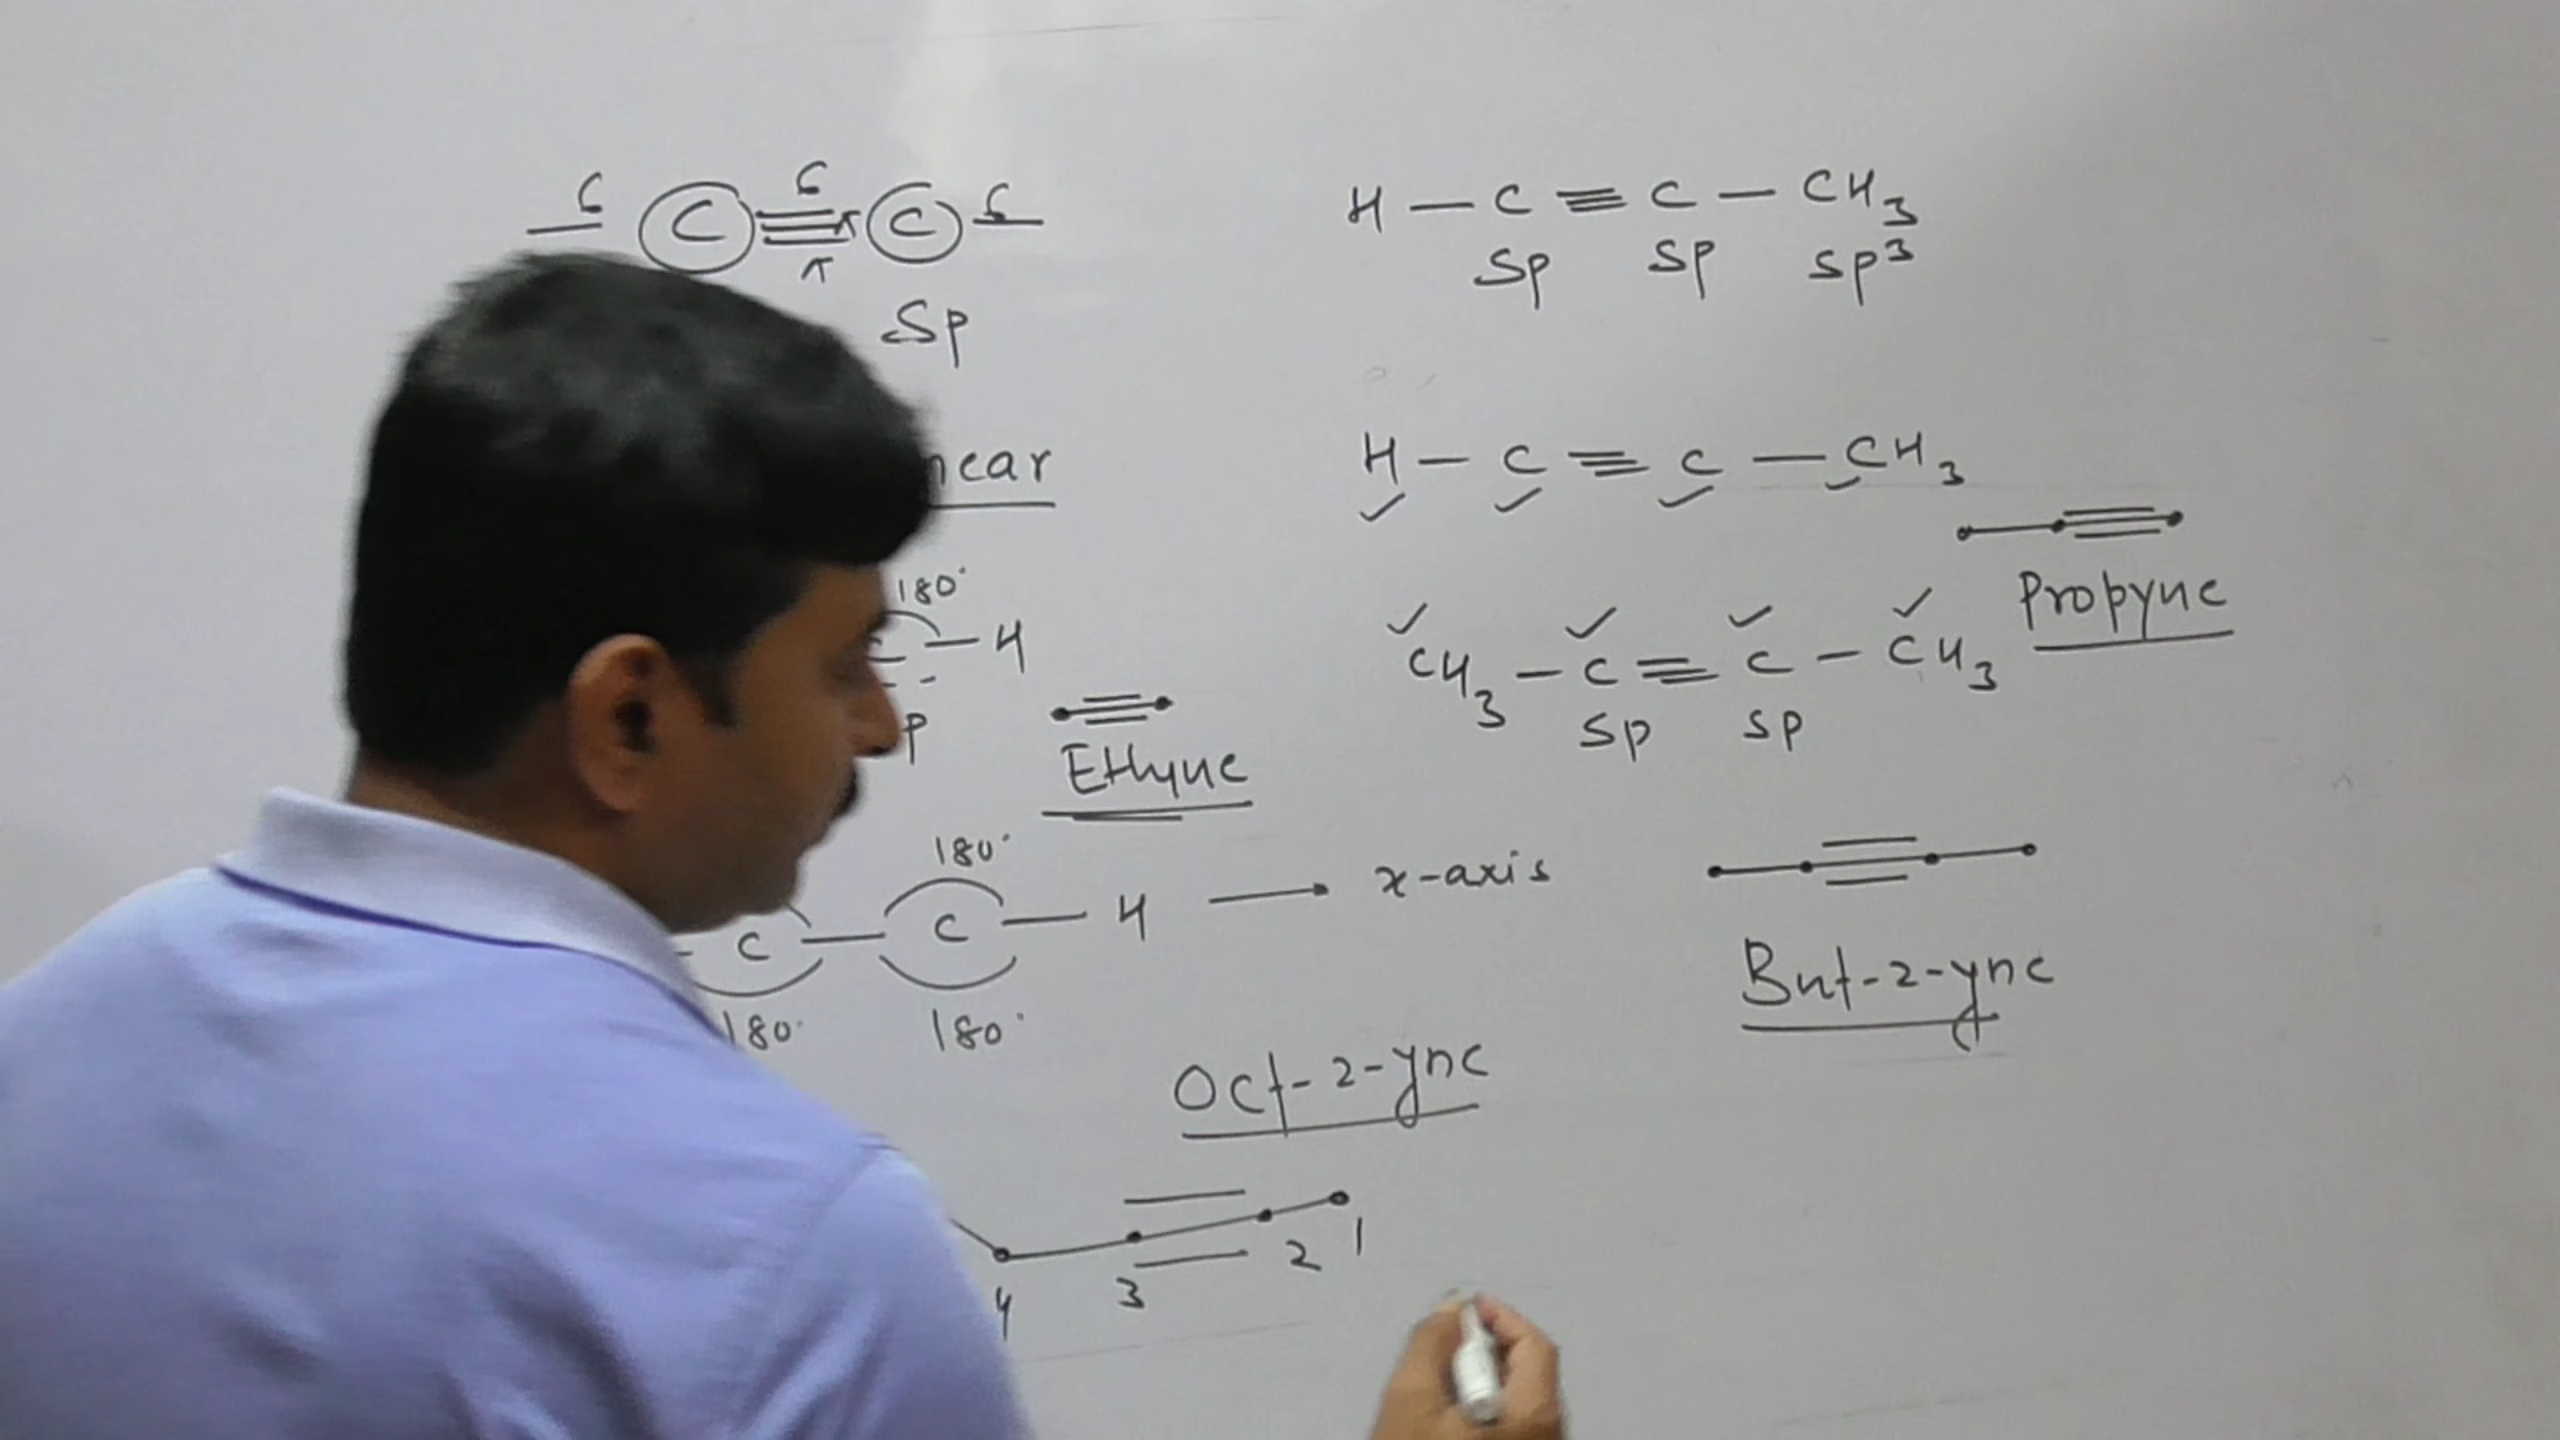 σ σ σ
— C ≡ C —
π π
Sp
near
180°
C — H
p
Ethyne
180°
C — C — H → x-axis
180° 180°
Oct-2-yne
4 3 2 1
H — C ≡ C — CH3
Sp Sp Sp3
H — C ≡ C — CH3
Propyne
CH3 — C ≡ C — CH3
Sp Sp
But-2-yne